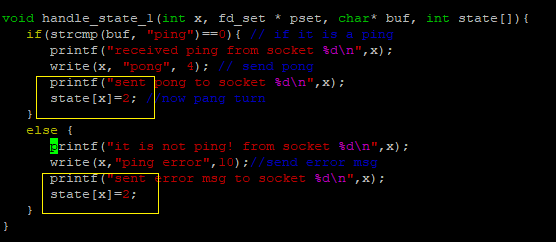 void handle_state_1(int x, fd_set * pset, char* buf, int state[]){
if(strcmp(buf, "ping")==0){ // if it is a ping
printf("received ping from socket %d\n",x);
write(x, "pong", 4); // send pong
printf("sent pong to socket %d\n",x);
state[x]=2; //now pang turn
}
else {
printf("it is not ping! from socket %d\n",x);
write(x,"ping error",10);//send error msg
printf("sent error msg to socket %d\n",x);
state[x]=2;
}
}